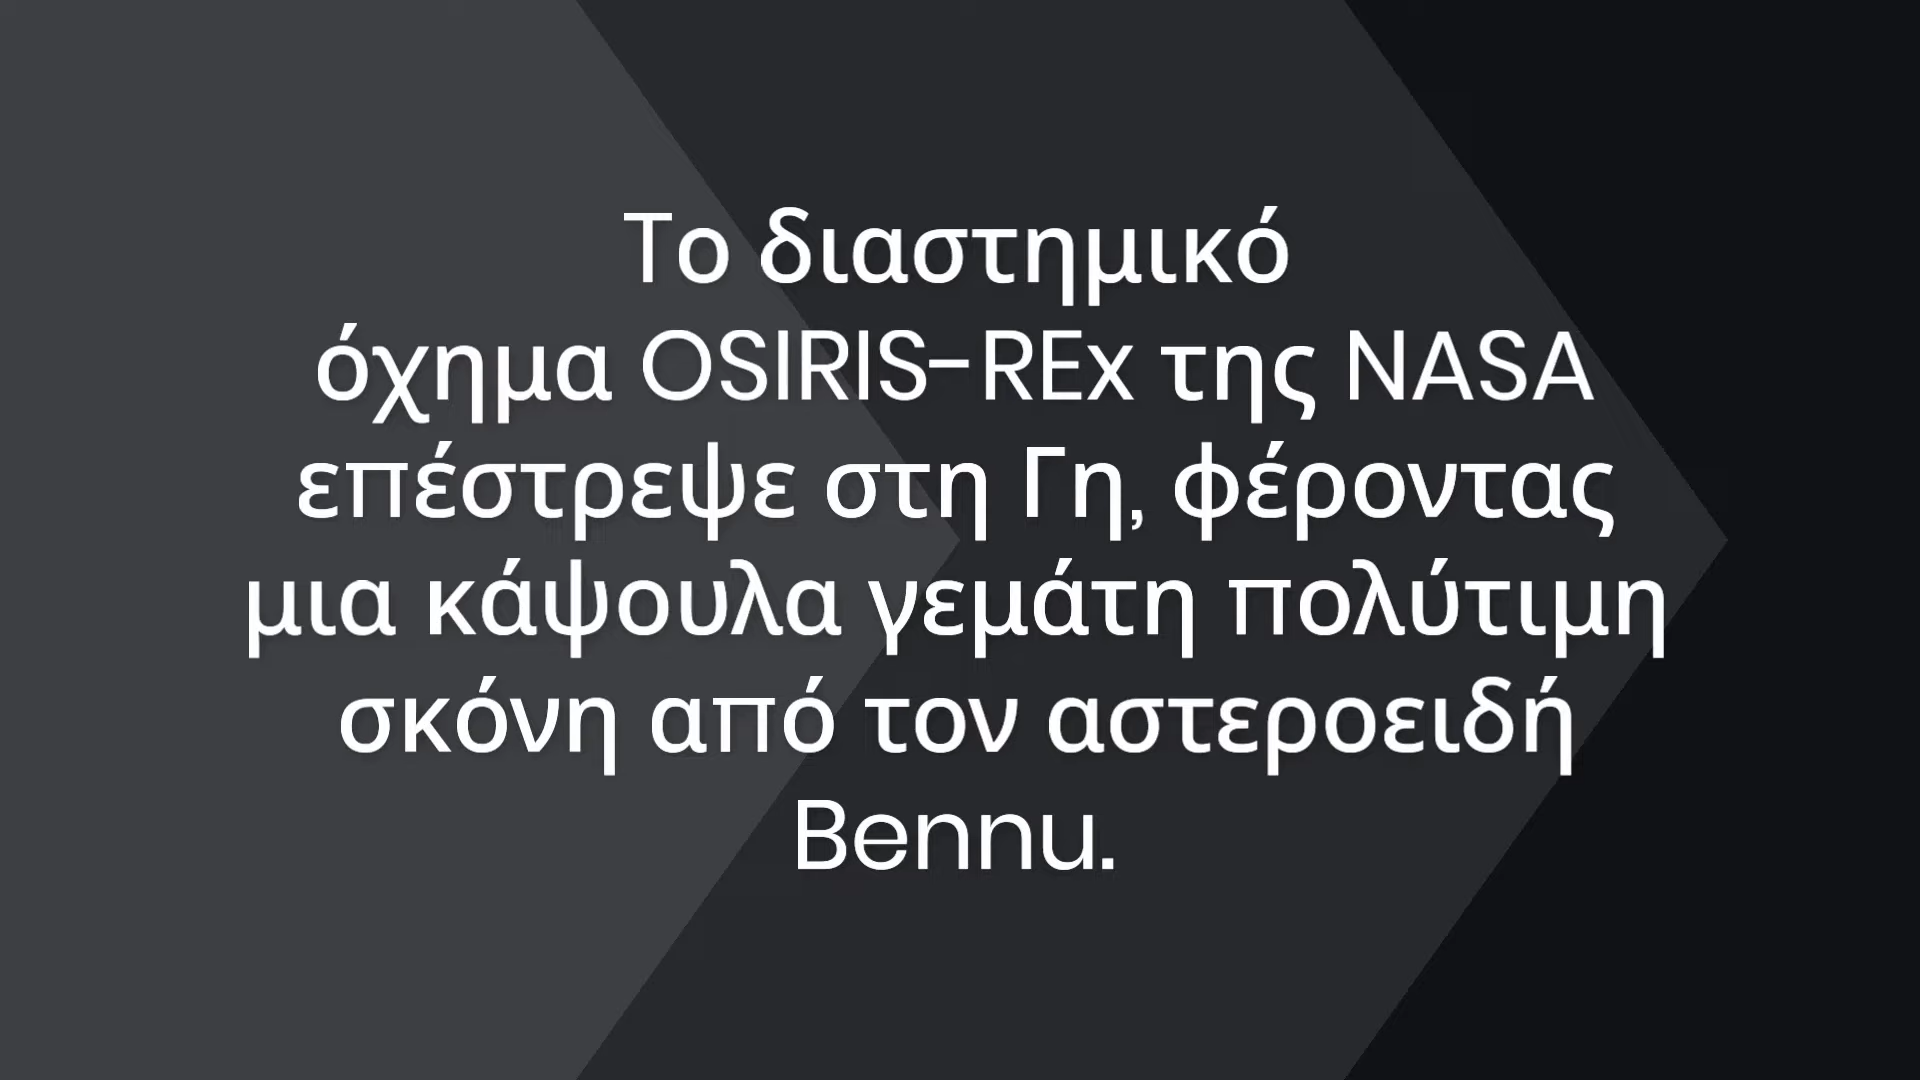 Το διαστημικό
όχημα OSIRIS-REx της NASA
επέστρεψε στη Γη, φέροντας
μια κάψουλα γεμάτη πολύτιμη
σκόνη από τον αστεροειδή
Bennu.